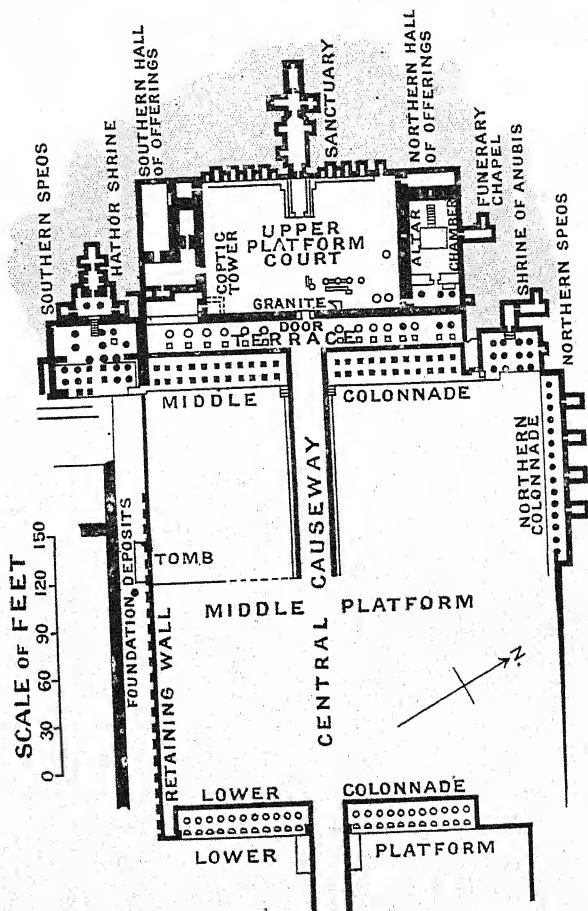 SOUTHERN SPEOS
HATHOR SHRINE
SOUTHERN HALL
OF OFFERINGS
SANCTUARY
NORTHERN HALL
OF OFFERINGS
FUNERARY
CHAPEL
SHRINE OF ANUBIS
NORTHERN SPEOS
UPPER
PLATFORM
COURT
COPTIC
TOWER
ALTAR
CHAMBER
GRANITE
DOOR
TERRACE
MIDDLE COLONNADE
NORTHERN
COLONNADE
SCALE OF FEET
0 30 60 90 120 150
FOUNDATION DEPOSITS
TOMB
RETAINING WALL
CENTRAL CAUSEWAY
MIDDLE PLATFORM
N.
LOWER COLONNADE
LOWER PLATFORM